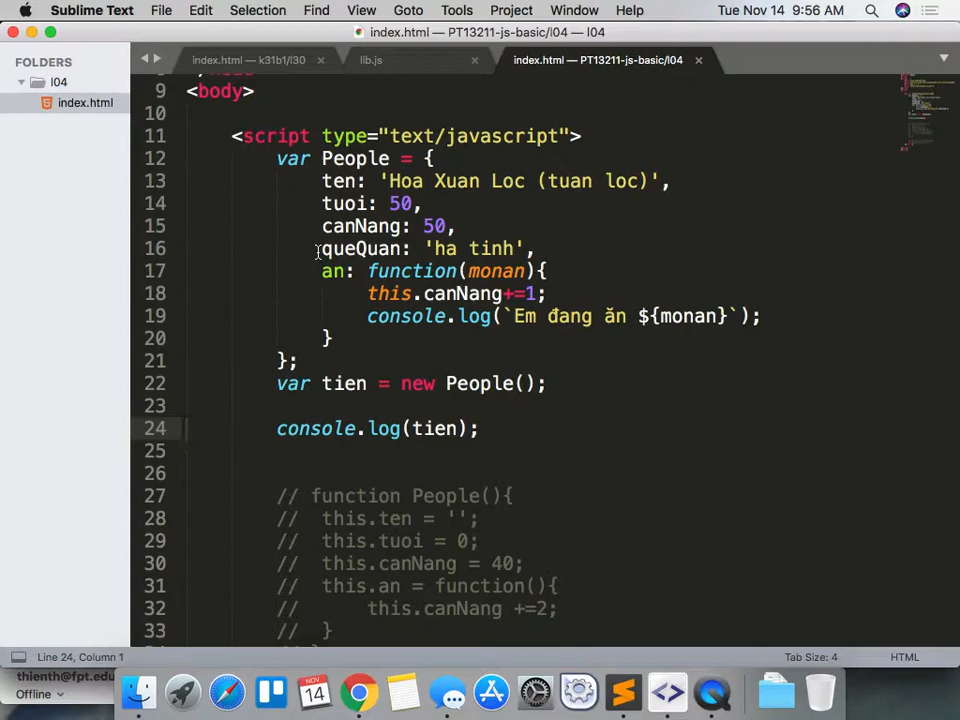 Sublime Text File Edit Selection Find View Goto Tools Project Window Help Tue Nov 14 9:56 AM
index.html — PT13211-js-basic/l04 — l04
FOLDERS
l04
index.html
index.html — k31b1/l30 lib.js index.html — PT13211-js-basic/l04
9 <body>
10
11 <script type="text/javascript">
12 var People = {
13 ten: 'Hoa Xuan Loc (tuan loc)',
14 tuoi: 50,
15 canNang: 50,
16 queQuan: 'ha tinh',
17 an: function(monan){
18 this.canNang+=1;
19 console.log(`Em đang ăn ${monan}`);
20 }
21 };
22 var tien = new People();
23
24 console.log(tien);
25
26
27 // function People(){
28 // this.ten = '';
29 // this.tuoi = 0;
30 // this.canNang = 40;
31 // this.an = function(){
32 // this.canNang +=2;
33 // }
Line 24, Column 1 Tab Size: 4 HTML
thienth@fpt.edu
Offline
NOV
14